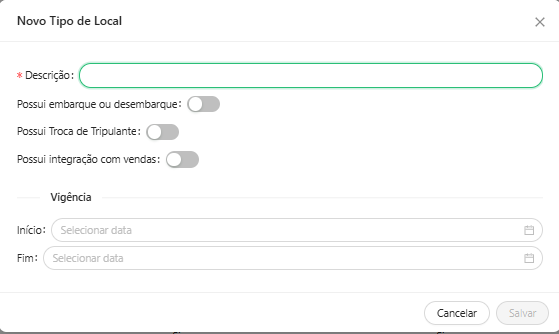 Novo Tipo de Local
* Descrição:
Possui embarque ou desembarque:
Possui Troca de Tripulante:
Possui integração com vendas:
Vigência
Início: Selecionar data
Fim: Selecionar data
Cancelar Salvar